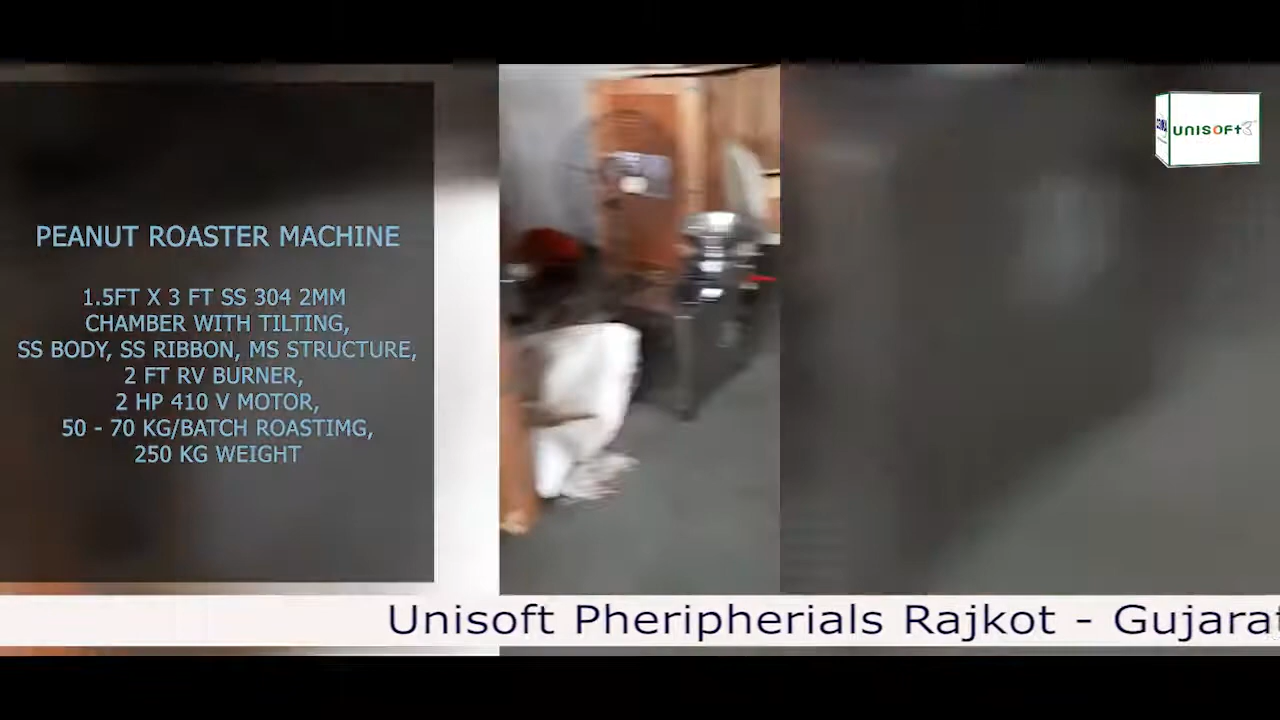 PEANUT ROASTER MACHINE
1.5FT X 3 FT SS 304 2MM
CHAMBER WITH TILTING,
SS BODY, SS RIBBON, MS STRUCTURE,
2 FT RV BURNER,
2 HP 410 V MOTOR,
50 - 70 KG/BATCH ROASTIMG,
250 KG WEIGHT
UNISOFt
Unisoft Pheripherials Rajkot - Gujarat